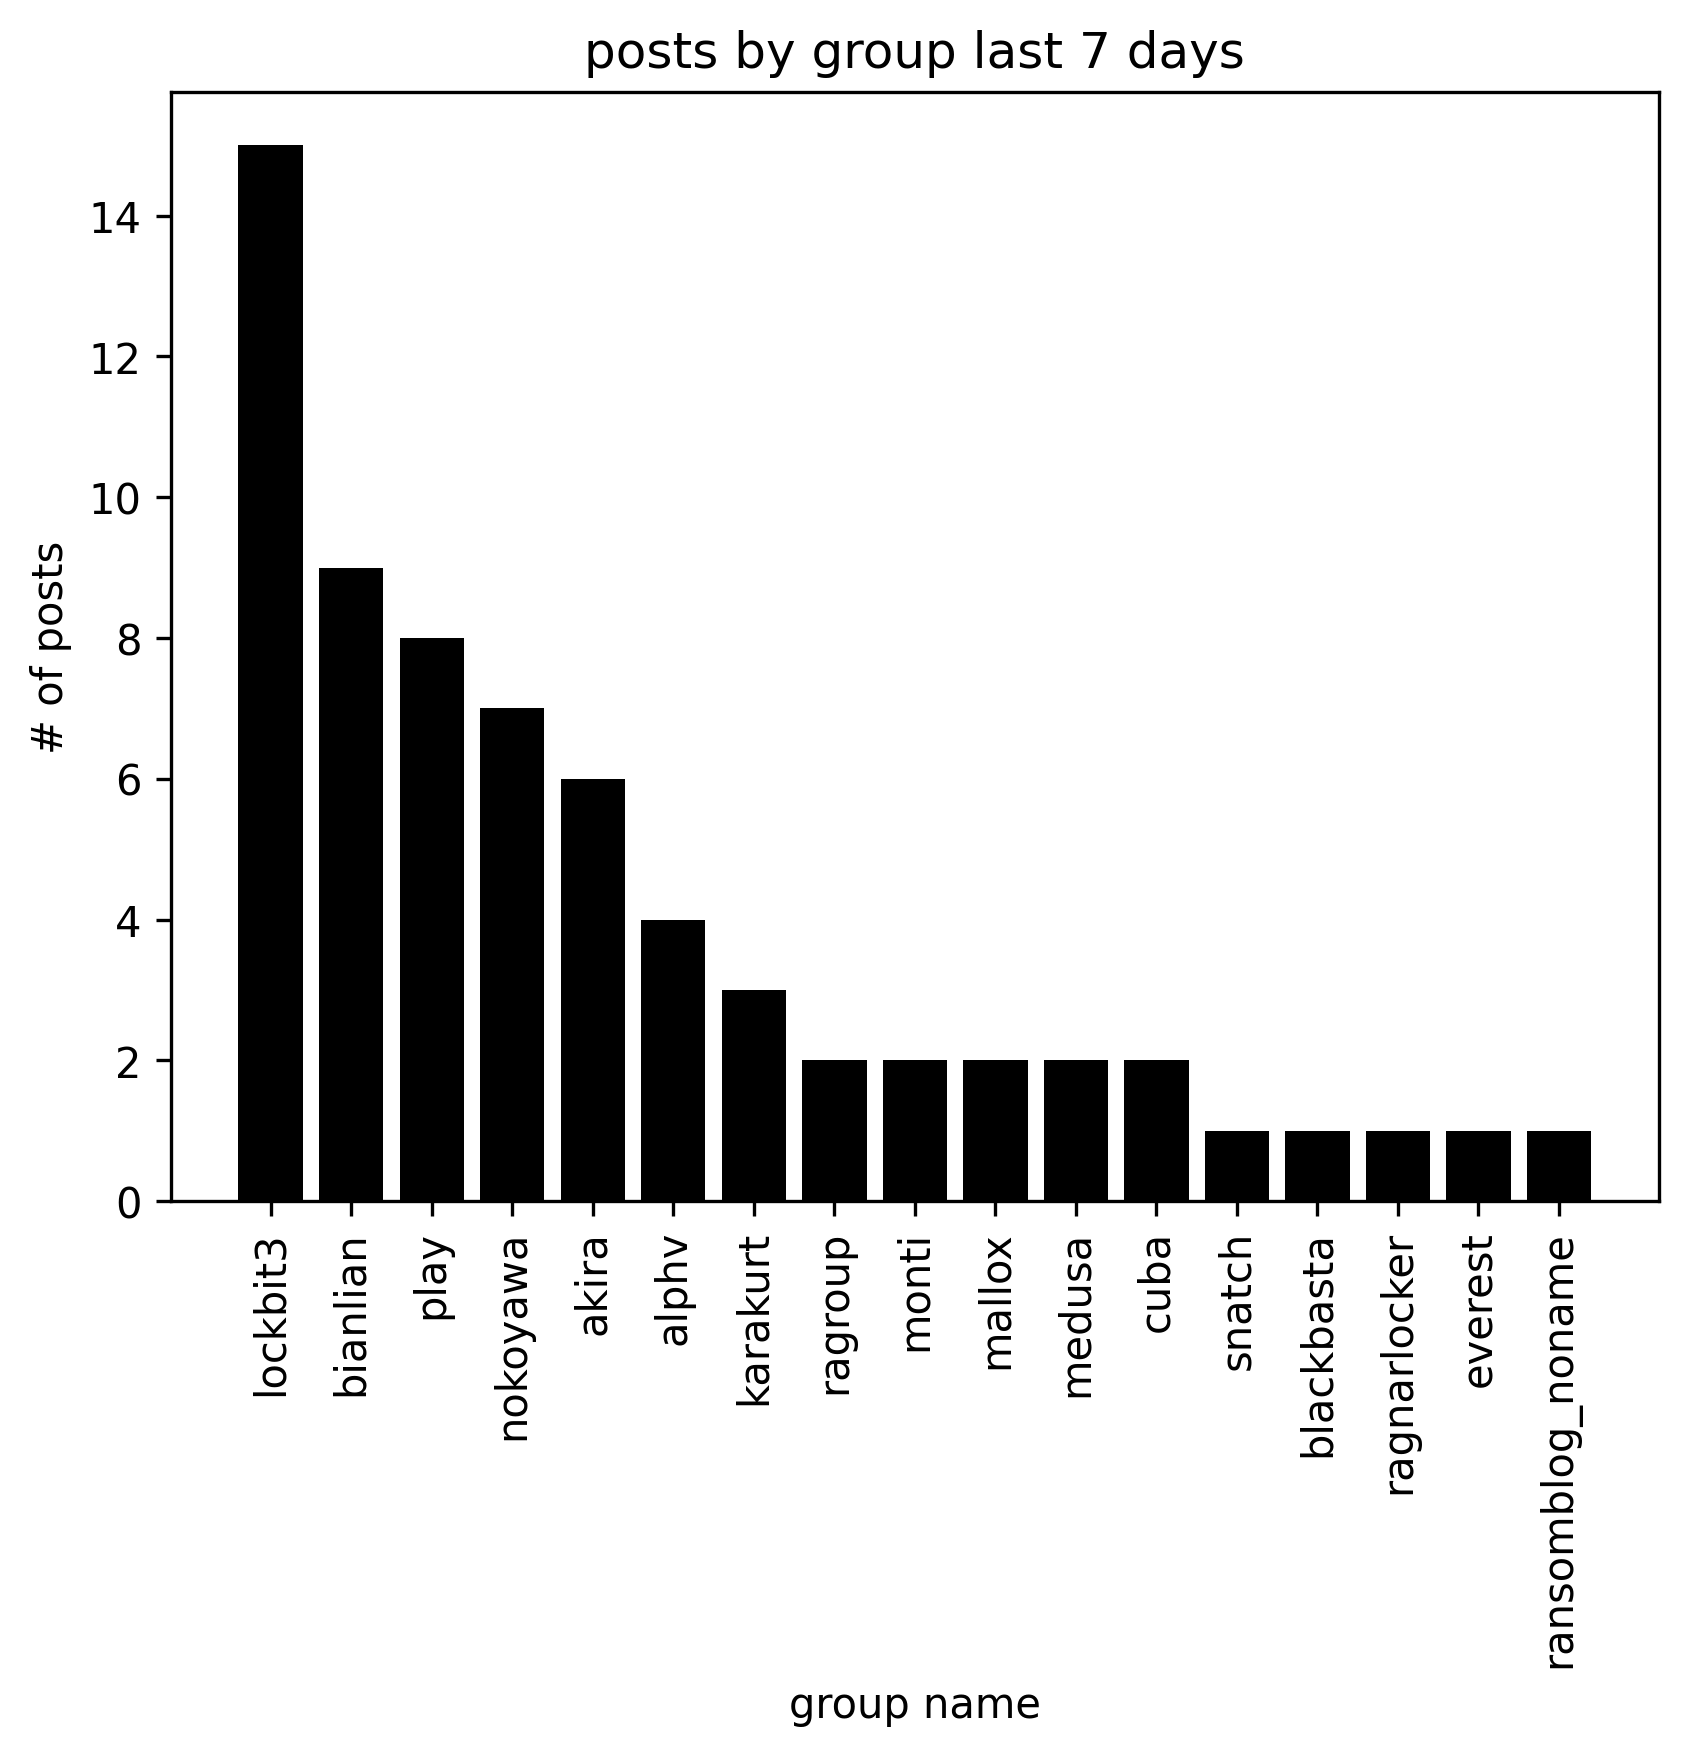 posts by group last 7 days
# of posts
14
12
10
8
6
4
2
0
lockbit3
bianlian
play
nokoyawa
akira
alphv
karakurt
ragroup
monti
mallox
medusa
cuba
snatch
blackbasta
ragnarlocker
everest
ransomblog_noname
group name